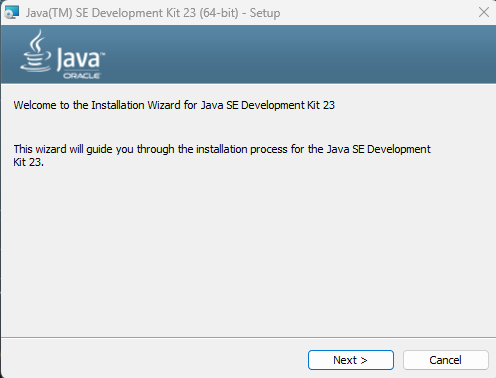 Java(TM) SE Development Kit 23 (64-bit) - Setup
Java™
ORACLE
Welcome to the Installation Wizard for Java SE Development Kit 23
This wizard will guide you through the installation process for the Java SE Development
Kit 23.
Next >
Cancel